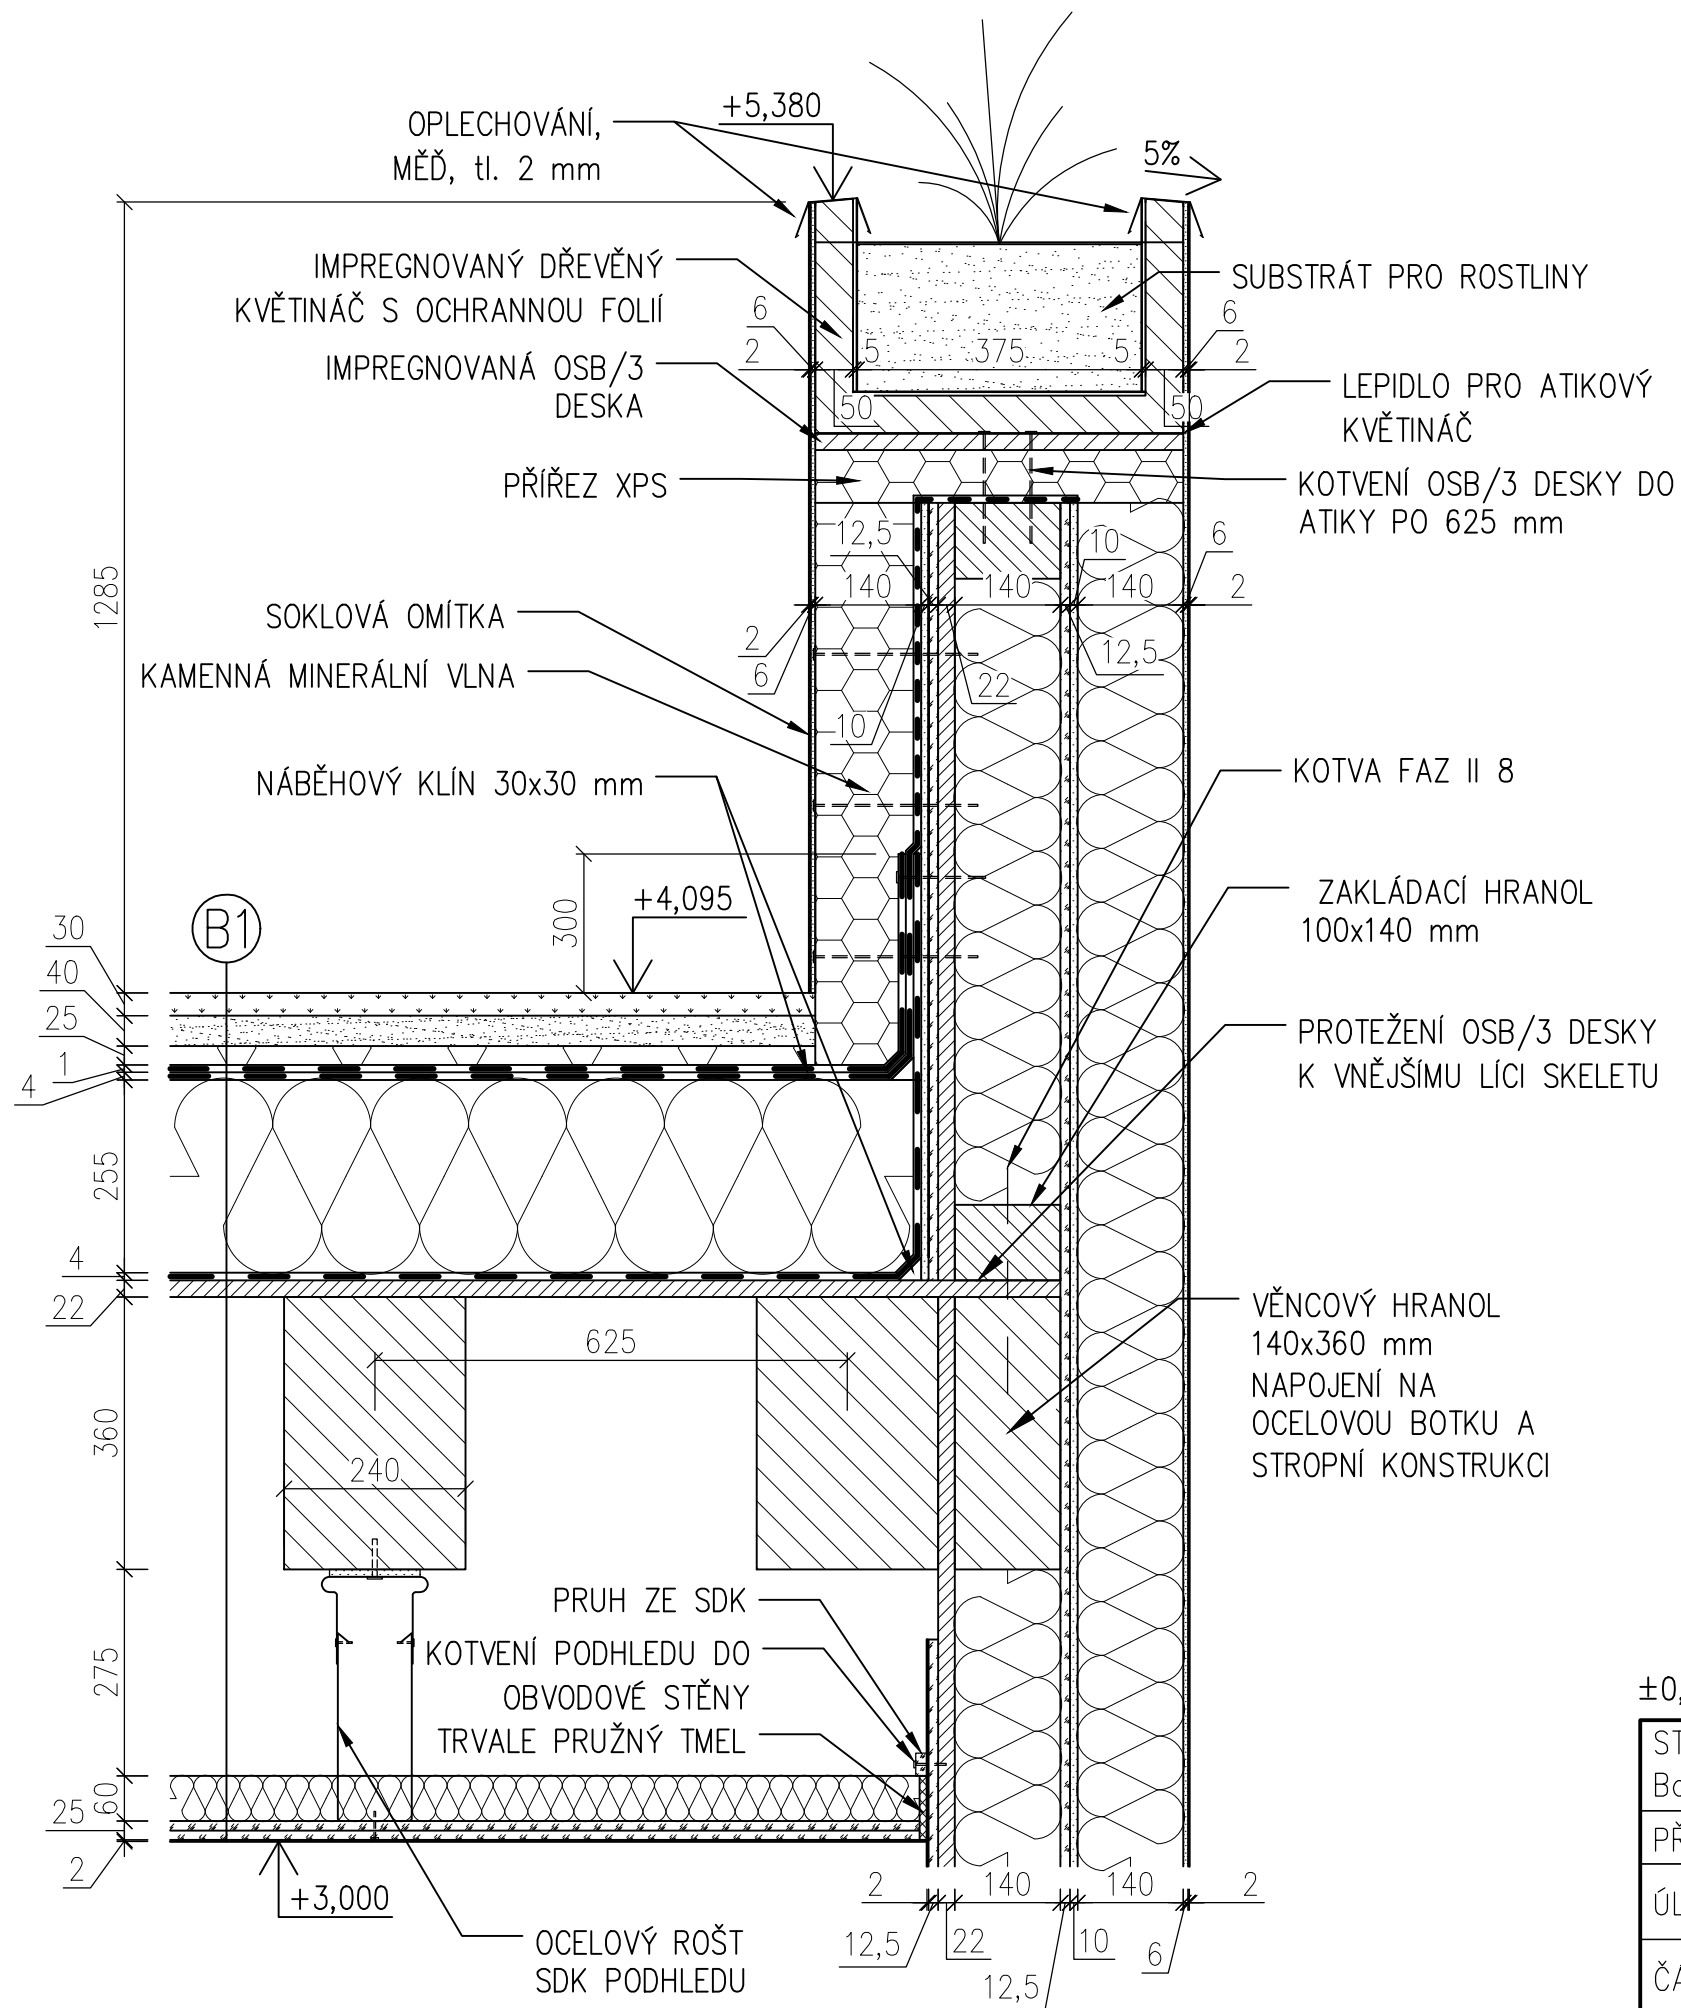 OPLECHOVÁNÍ,
MĚĎ, tl. 2 mm
+5,380
5%
IMPREGNOVANÝ DŘEVĚNÝ
KVĚTINÁČ S OCHRANNOU FOLIÍ
SUBSTRÁT PRO ROSTLINY
6
2
5
375
5
6
2
50
50
IMPREGNOVANÁ OSB/3
DESKA
LEPIDLO PRO ATIKOVÝ
KVĚTINÁČ
PŘÍŘEZ XPS
KOTVENÍ OSB/3 DESKY DO
ATIKY PO 625 mm
12,5
10
6
140
140
140
2
2
6
12,5
22
10
1285
SOKLOVÁ OMÍTKA
KAMENNÁ MINERÁLNÍ VLNA
NÁBĚHOVÝ KLÍN 30x30 mm
KOTVA FAZ II 8
300
+4,095
ZAKLÁDACÍ HRANOL
100x140 mm
B1
30
40
25
1
4
PROTEŽENÍ OSB/3 DESKY
K VNĚJŠÍMU LÍCI SKELETU
255
4
22
VĚNCOVÝ HRANOL
140x360 mm
NAPOJENÍ NA
OCELOVOU BOTKU A
STROPNÍ KONSTRUKCI
625
360
240
PRUH ZE SDK
KOTVENÍ PODHLEDU DO
OBVODOVÉ STĚNY
TRVALE PRUŽNÝ TMEL
275
60
25
2
+3,000
OCELOVÝ ROŠT
SDK PODHLEDU
2
140
140
2
12,5
22
10
6
12,5
±0,
ST
Bo
PŘ
ÚL
ČÁ